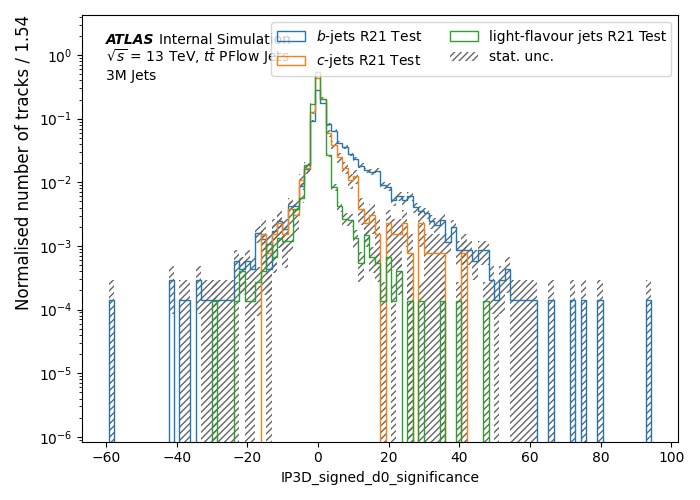 ATLAS Internal Simulation
√s = 13 TeV, tt̄ PFlow Jets
3M Jets
b-jets R21 Test
c-jets R21 Test
light-flavour jets R21 Test
stat. unc.
Normalised number of tracks / 1.54
10⁰
10⁻¹
10⁻²
10⁻³
10⁻⁴
10⁻⁵
10⁻⁶
−60 −40 −20 0 20 40 60 80 100
IP3D_signed_d0_significance